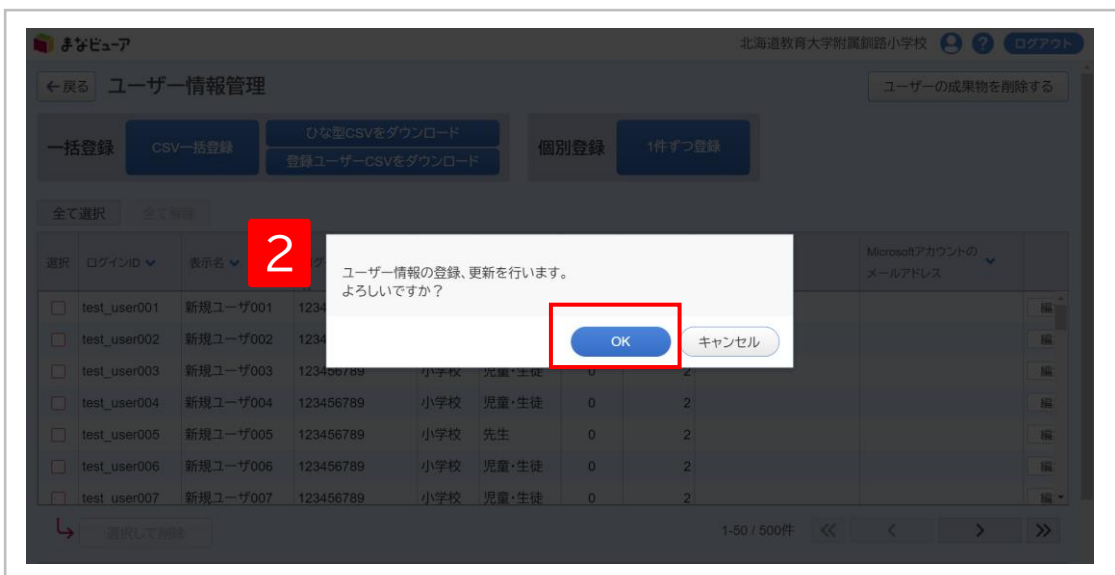 まなビューア
北海道教育大学附属釧路小学校 ? ログアウト
←戻る ユーザー情報管理 ユーザーの成果物を削除する
一括登録 CSV一括登録 ひな型CSVをダウンロード 個別登録 1件ずつ登録
登録ユーザーCSVをダウンロード
全て選択 全て解除
2
選択 ログインID 表示名 Microsoftアカウントの
メールアドレス
ユーザー情報の登録、更新を行います。
よろしいですか？
OK キャンセル
test_user001 新規ユーザ001 1234 編
test_user002 新規ユーザ002 1234 編
test_user003 新規ユーザ003 123456789 小学校 児童・生徒 0 2 編
test_user004 新規ユーザ004 123456789 小学校 児童・生徒 0 2 編
test_user005 新規ユーザ005 123456789 小学校 先生 0 2 編
test_user006 新規ユーザ006 123456789 小学校 児童・生徒 0 2 編
test_user007 新規ユーザ007 123456789 小学校 児童・生徒 0 2 編
選択して削除 1-50 / 500件